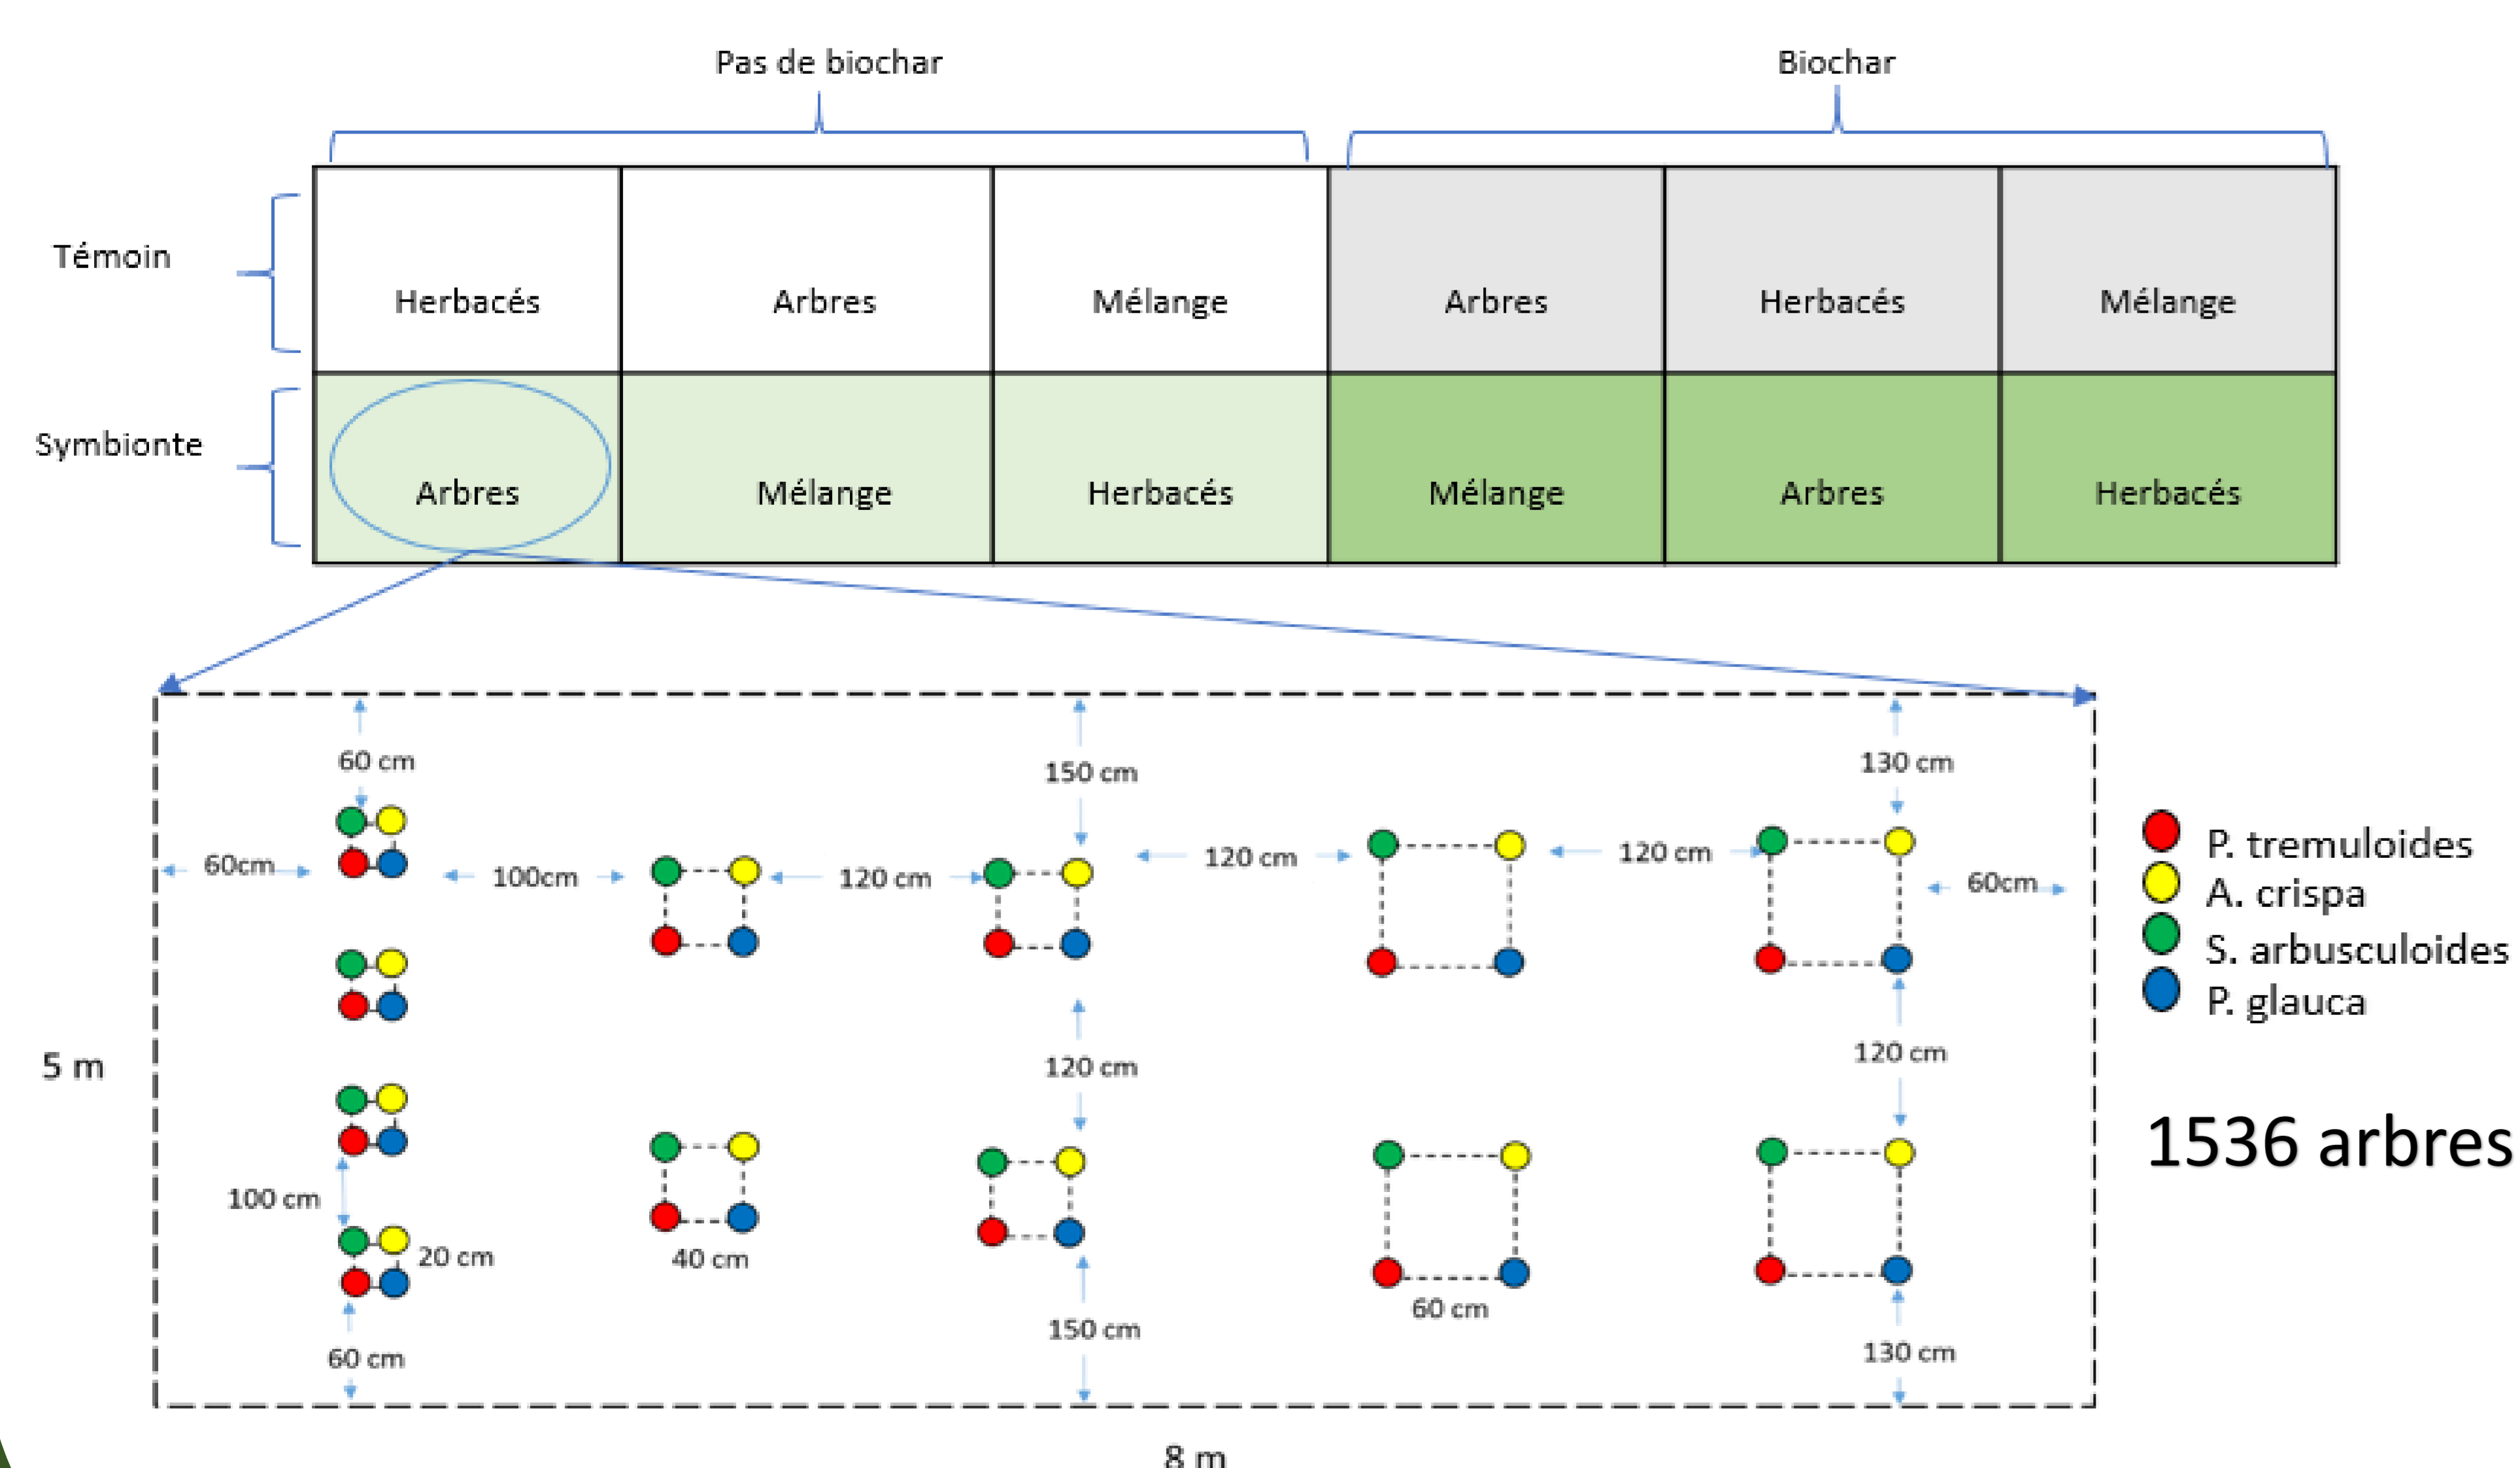 Pas de biochar
Biochar
Témoin
Herbacés
Arbres
Mélange
Arbres
Herbacés
Mélange
Symbionte
Arbres
Mélange
Herbacés
Mélange
Arbres
Herbacés
60 cm
150 cm
130 cm
60cm
100cm
120 cm
120 cm
120 cm
60cm
P. tremuloides
A. crispa
S. arbusculoides
P. glauca
5 m
120 cm
120 cm
1536 arbres
100 cm
20 cm
40 cm
60 cm
60 cm
150 cm
130 cm
8 m